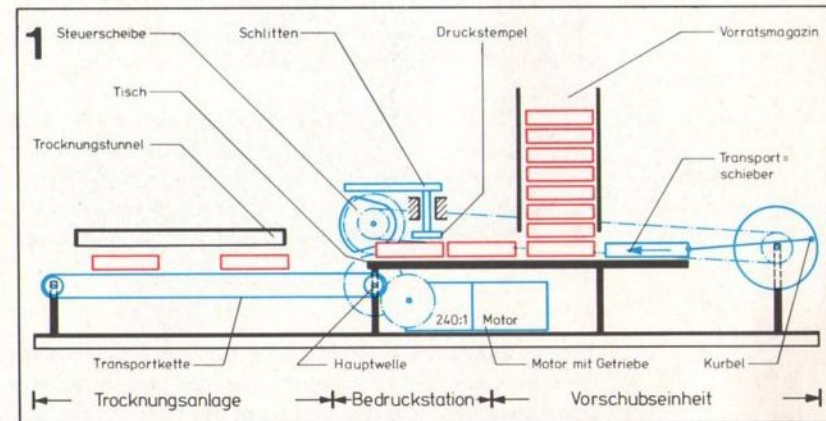 1
Steuerscheibe
Schlitten
Druckstempel
Vorratsmagazin
Tisch
Trocknungstunnel
Transport=
schieber
240:1
Motor
Transportkette
Hauptwelle
Motor mit Getriebe
Kurbel
Trocknungsanlage
Bedruckstation
Vorschubseinheit